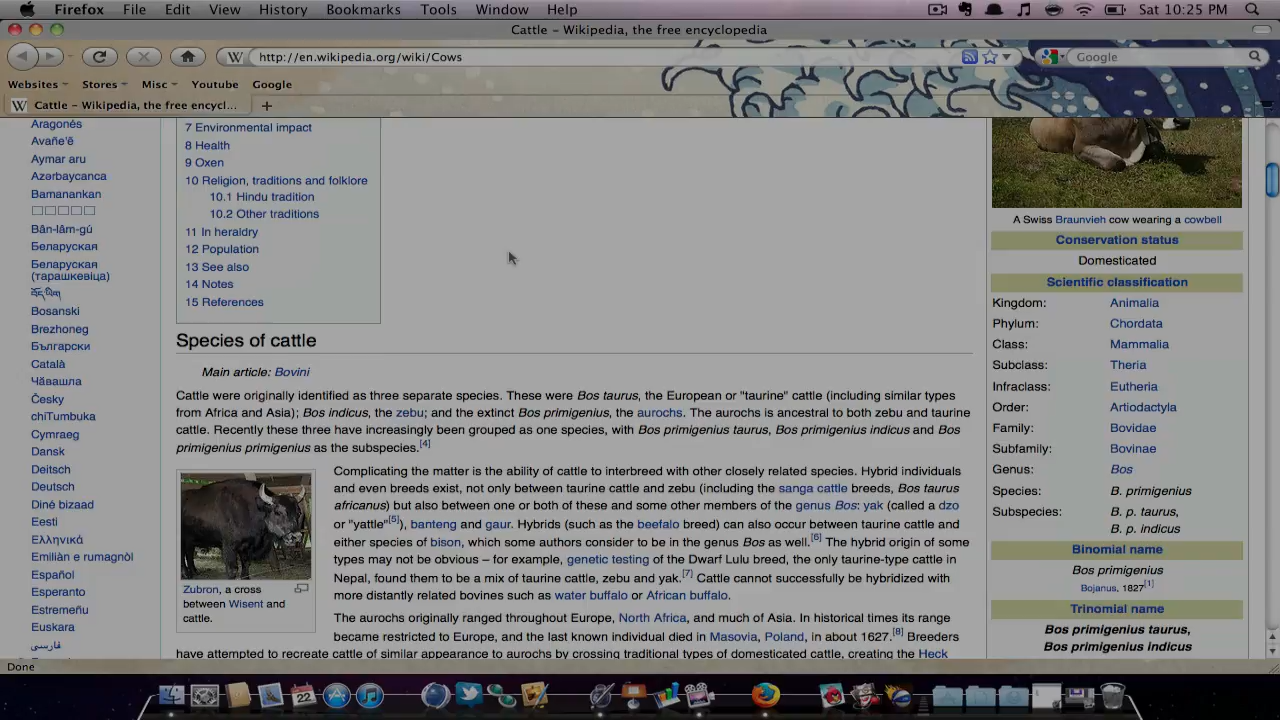 Firefox File Edit View History Bookmarks Tools Window Help Sat 10:25 PM
Cattle – Wikipedia, the free encyclopedia
W http://en.wikipedia.org/wiki/Cows Google
Websites Stores Misc Youtube Google
W Cattle – Wikipedia, the free encycl... +
Aragonés
Avañe'ẽ
Aymar aru
Azərbaycanca
Bamanankan
Bân-lâm-gú
Беларуская
Беларуская
(тарашкевіца)
Bosanski
Brezhoneg
Български
Català
Чӑвашла
Česky
chiTumbuka
Cymraeg
Dansk
Deitsch
Deutsch
Diné bizaad
Eesti
Ελληνικά
Emiliàn e rumagnòl
Español
Esperanto
Estremeñu
Euskara
فارسی
7 Environmental impact
8 Health
9 Oxen
10 Religion, traditions and folklore
10.1 Hindu tradition
10.2 Other traditions
11 In heraldry
12 Population
13 See also
14 Notes
15 References
Species of cattle
Main article: Bovini
Cattle were originally identified as three separate species. These were Bos taurus, the European or "taurine" cattle (including similar types
from Africa and Asia); Bos indicus, the zebu; and the extinct Bos primigenius, the aurochs. The aurochs is ancestral to both zebu and taurine
cattle. Recently these three have increasingly been grouped as one species, with Bos primigenius taurus, Bos primigenius indicus and Bos
primigenius primigenius as the subspecies.[4]
Zubron, a cross
between Wisent and
cattle.
Complicating the matter is the ability of cattle to interbreed with other closely related species. Hybrid individuals
and even breeds exist, not only between taurine cattle and zebu (including the sanga cattle breeds, Bos taurus
africanus) but also between one or both of these and some other members of the genus Bos: yak (called a dzo
or "yattle"[5]), banteng and gaur. Hybrids (such as the beefalo breed) can also occur between taurine cattle and
either species of bison, which some authors consider to be in the genus Bos as well.[6] The hybrid origin of some
types may not be obvious – for example, genetic testing of the Dwarf Lulu breed, the only taurine-type cattle in
Nepal, found them to be a mix of taurine cattle, zebu and yak.[7] Cattle cannot successfully be hybridized with
more distantly related bovines such as water buffalo or African buffalo.
The aurochs originally ranged throughout Europe, North Africa, and much of Asia. In historical times its range
became restricted to Europe, and the last known individual died in Masovia, Poland, in about 1627.[8] Breeders
have attempted to recreate cattle of similar appearance to aurochs by crossing traditional types of domesticated cattle, creating the Heck
A Swiss Braunvieh cow wearing a cowbell
Conservation status
Domesticated
Scientific classification
Kingdom: Animalia
Phylum: Chordata
Class: Mammalia
Subclass: Theria
Infraclass: Eutheria
Order: Artiodactyla
Family: Bovidae
Subfamily: Bovinae
Genus: Bos
Species: B. primigenius
Subspecies: B. p. taurus,
B. p. indicus
Binomial name
Bos primigenius
Bojanus, 1827[1]
Trinomial name
Bos primigenius taurus,
Bos primigenius indicus
Done
22